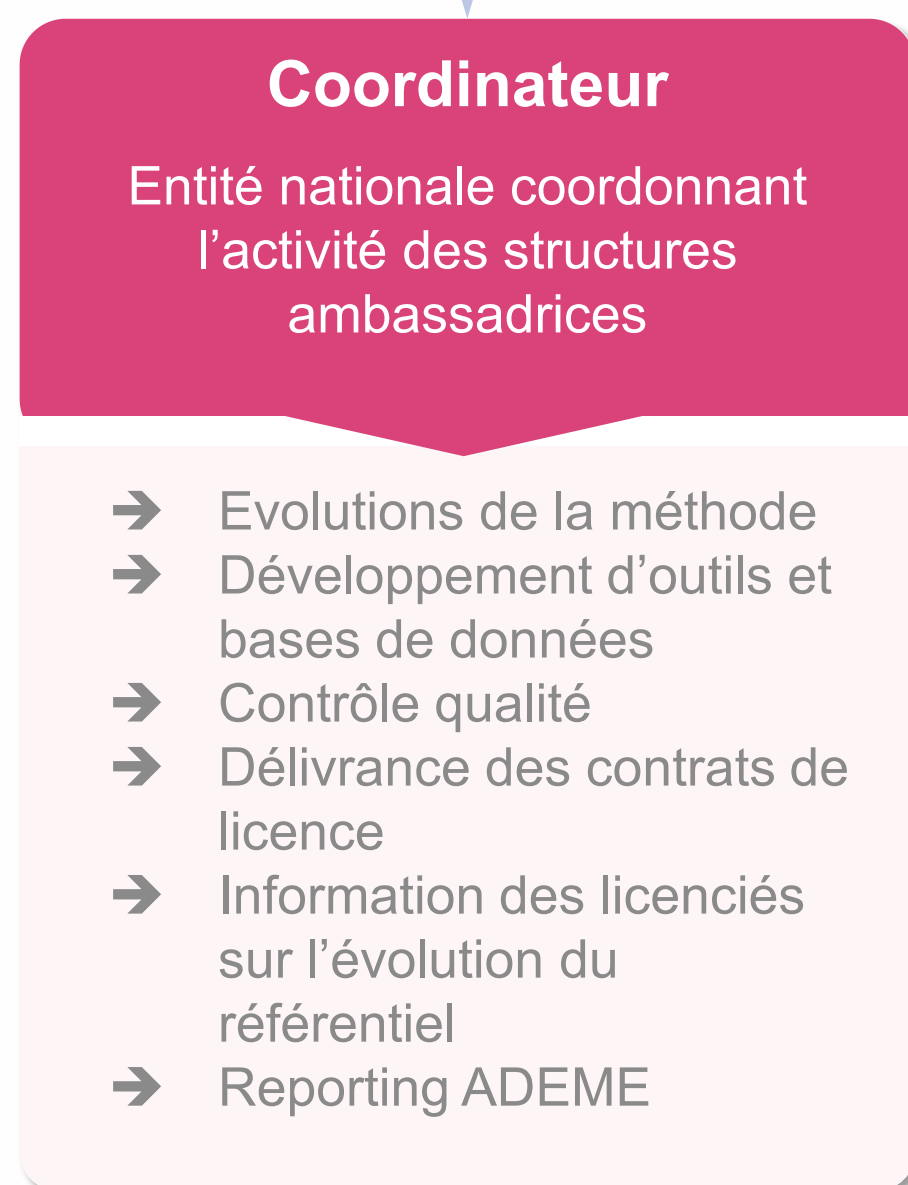 Coordinateur
Entité nationale coordonnant
l’activité des structures
ambassadrices
➔ Evolutions de la méthode
➔ Développement d’outils et
bases de données
➔ Contrôle qualité
➔ Délivrance des contrats de
licence
➔ Information des licenciés
sur l’évolution du
référentiel
➔ Reporting ADEME